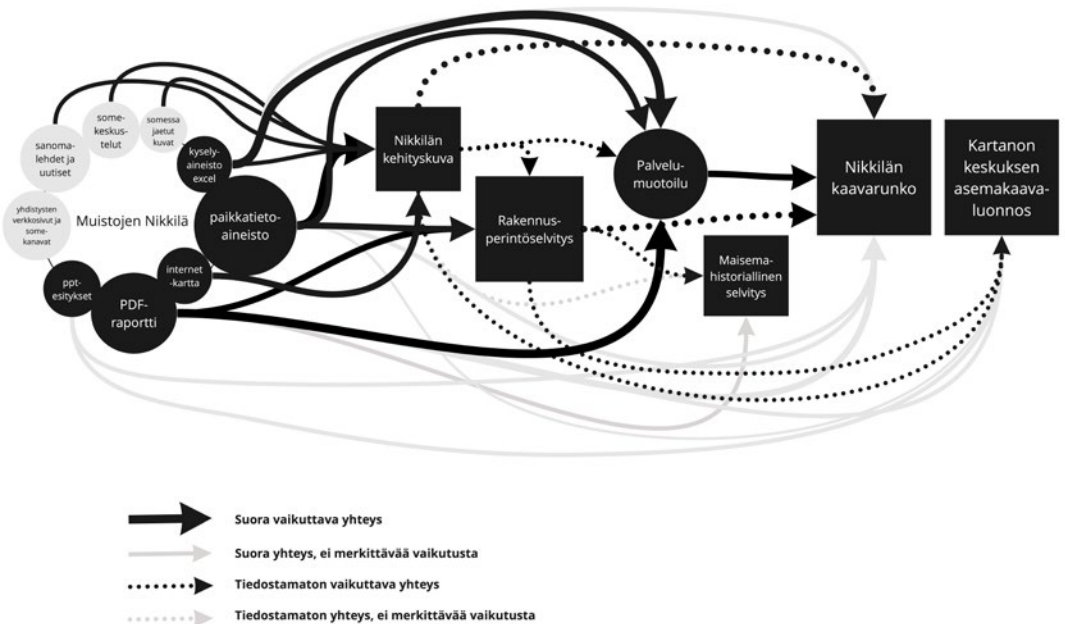 some-
keskus-
telut
somessa
jaetut
kuvat
sanoma-
lehdet ja
uutiset
kysely-
aineisto
excel
yhdistysten
verkkosivut ja
some-
kanavat
Muistojen Nikkilä
paikkatieto-
aineisto
internet
-kartta
ppt-
esitykset
PDF-
raportti
Nikkilän
kehityskuva
Rakennus-
perintöselvitys
Palvelu-
muotoilu
Maisema-
historiallinen
selvitys
Nikkilän
kaavarunko
Kartanon
keskuksen
asemakaava-
luonnos
Suora vaikuttava yhteys
Suora yhteys, ei merkittävää vaikutusta
Tiedostamaton vaikuttava yhteys
Tiedostamaton yhteys, ei merkittävää vaikutusta